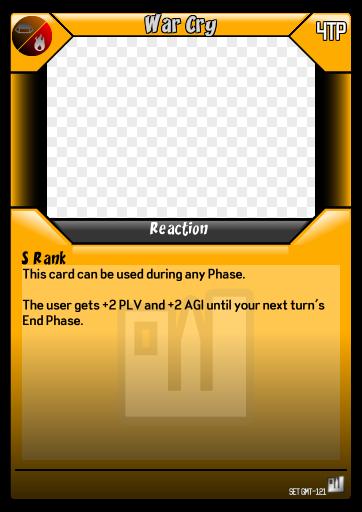 War Cry
4TP
Reaction
S Rank
This card can be used during any Phase.
The user gets +2 PLV and +2 AGI until your next turn's
End Phase.
SET GMT-121